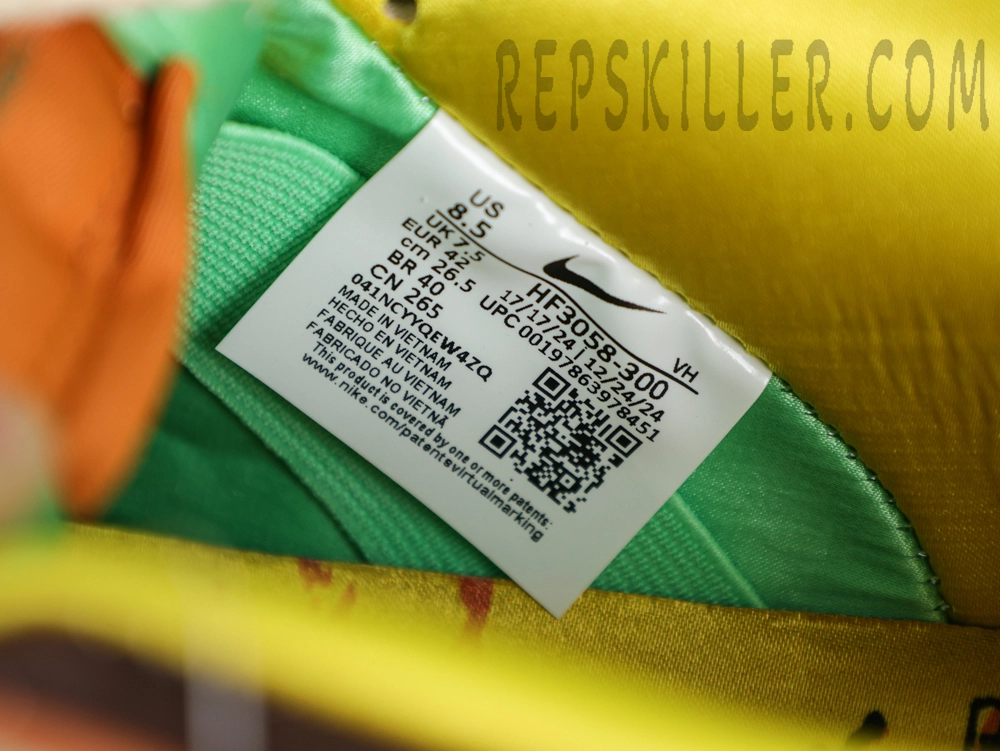 REPSKILLER.COM
US
8.5
UK 7.5
EUR 42
cm 26.5
BR 40
CN 265
041NCYYQEW4ZQ
MADE IN VIETNAM
HECHO EN VIETNAM
FABRIQUE AU VIETNAM
FABRICADO NO VIETNÃ
This product is covered by one or more patents:
www.nike.com/patentsvirtualmarking
VH
HF3058-300
17/17/24|12/24/24
UPC 00197863978451